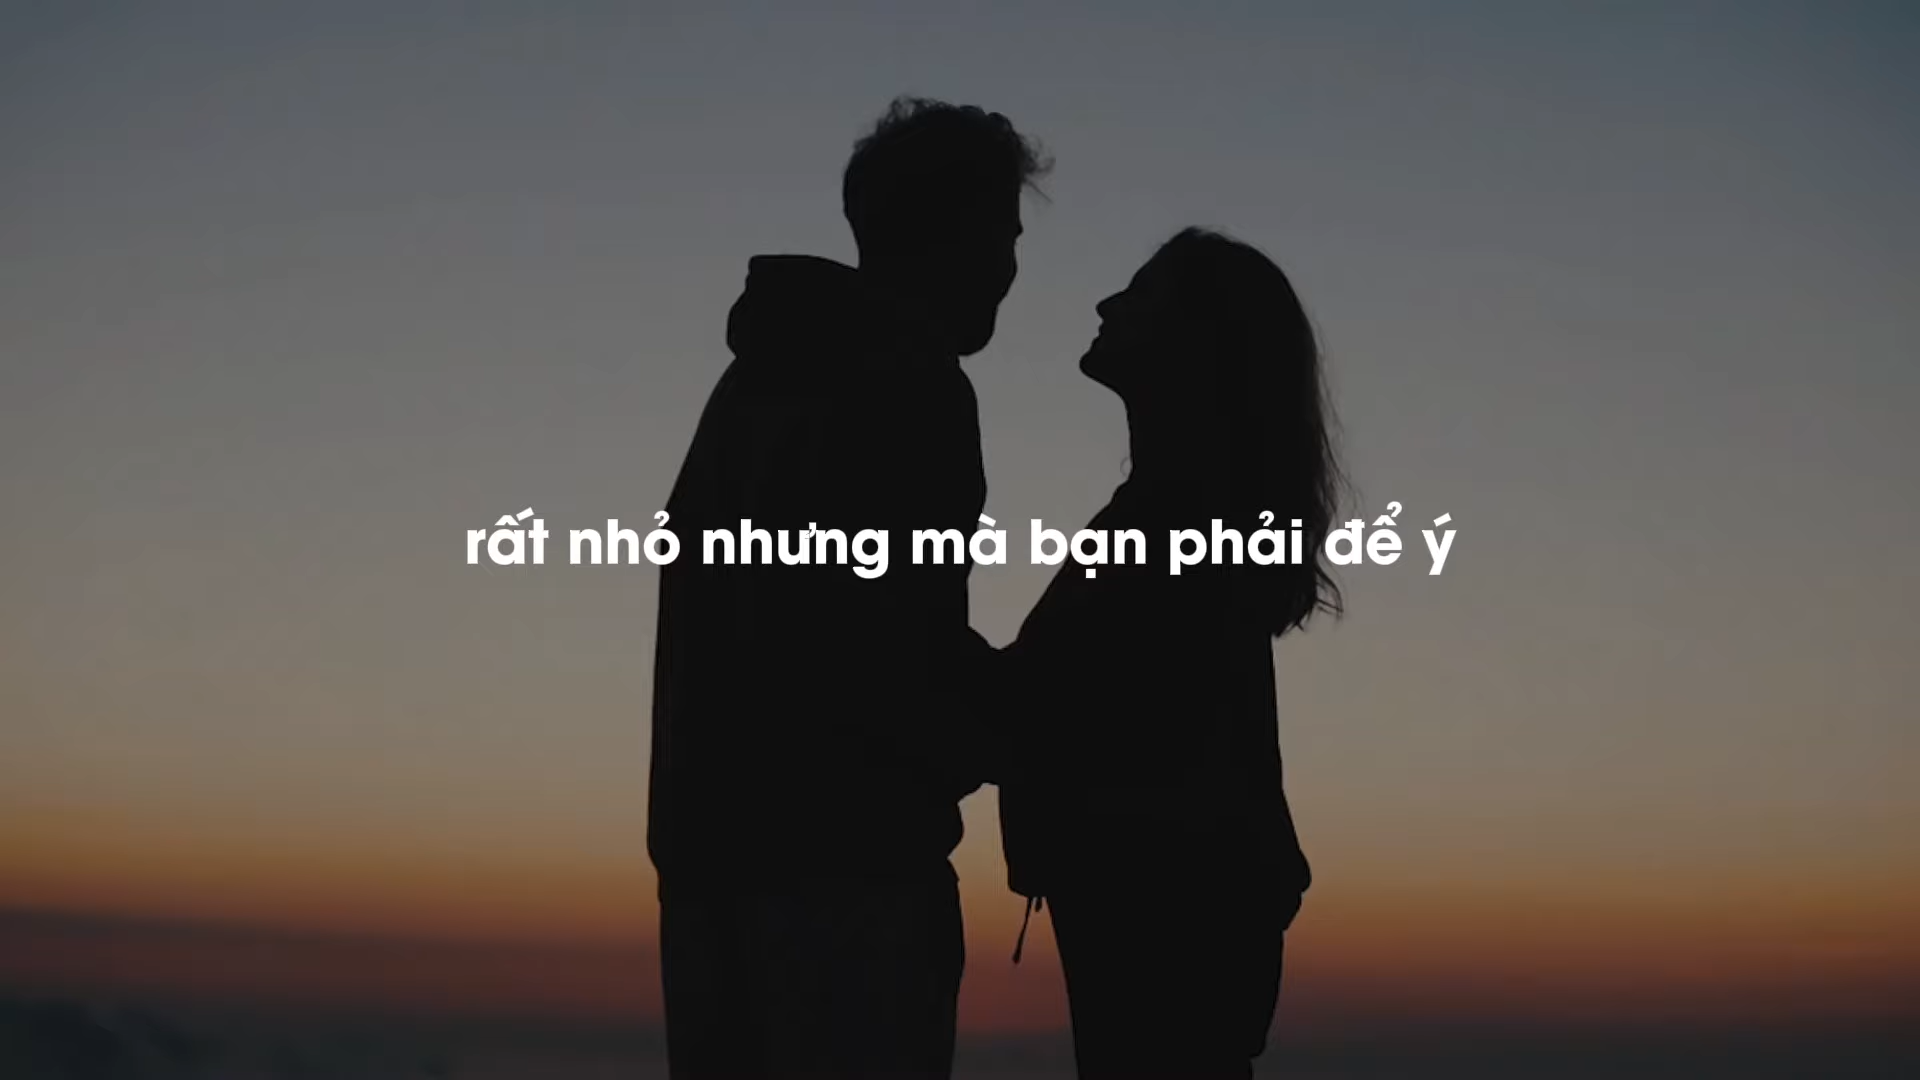 rất nhỏ nhưng mà bạn phải để ý